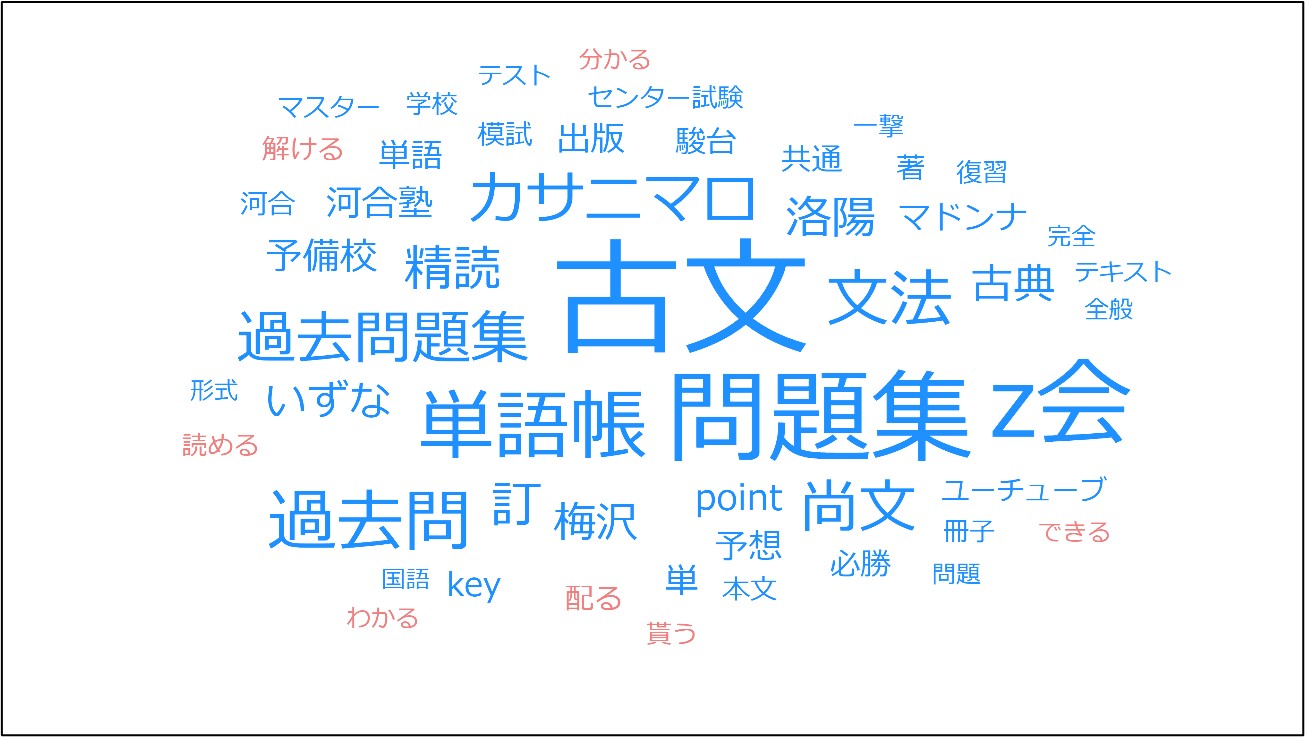 分かる
テスト
センター試験
マスター 学校
一撃
解ける 単語 模試 出版 駿台 共通 著 復習
河合 河合塾 カサニマロ 洛陽 マドンナ
完全
予備校 精読 古文 文法 古典 テキスト
全般
過去問題集
形式 いずな 単語帳 問題集 z会
読める
過去問 訂 梅沢 point 尚文 ユーチューブ
予想 冊子 できる
国語 key 単 本文 必勝 問題
わかる 配る
貰う